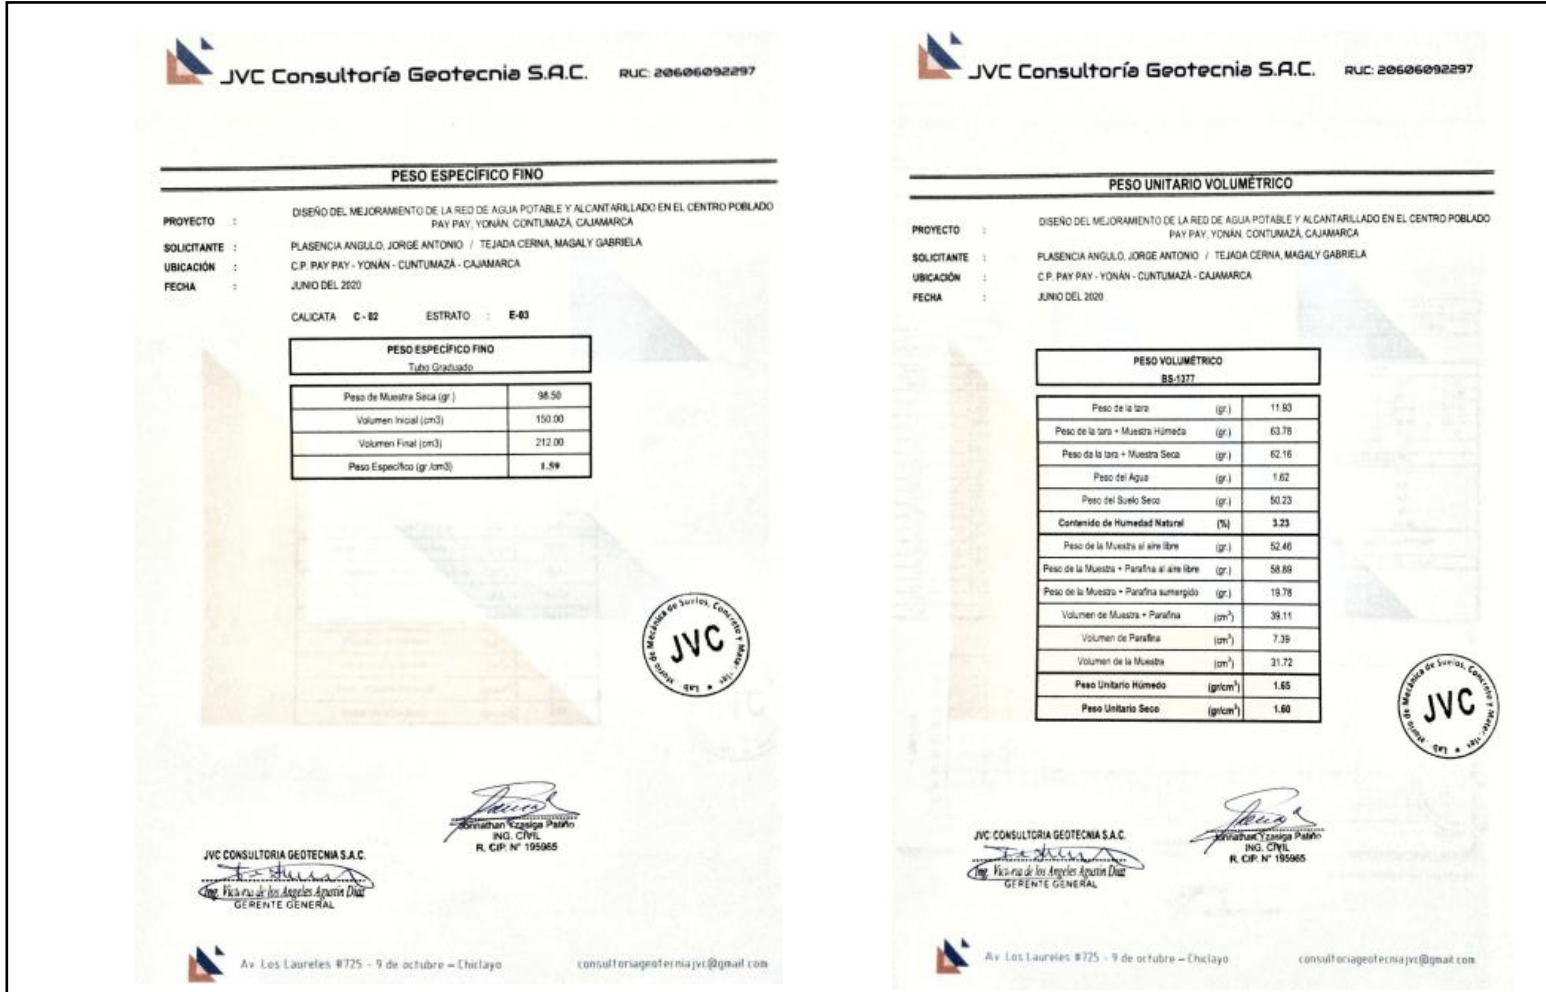 JVC Consultoría Geotecnia S.A.C. RUC: 20606092297
PESO ESPECÍFICO FINO
PROYECTO : DISEÑO DEL MEJORAMIENTO DE LA RED DE AGUA POTABLE Y ALCANTARILLADO EN EL CENTRO POBLADO
PAY PAY, YONÁN, CONTUMAZÁ, CAJAMARCA
SOLICITANTE : PLASENCIA ANGULO, JORGE ANTONIO / TEJADA CERNA, MAGALY GABRIELA
UBICACIÓN : C.P. PAY PAY - YONÁN - CUNTUMAZÁ - CAJAMARCA
FECHA : JUNIO DEL 2020
CALICATA C - 02 ESTRATO : E-03
PESO ESPECÍFICO FINO
Tubo Graduado
Peso de Muestra Seca (gr.) 98.50
Volumen Inicial (cm3) 150.00
Volumen Final (cm3) 212.00
Peso Específico (gr./cm3) 1.59
JVC
Jonnathan Yzasiga Patiño
ING. CIVIL
R. CIP. N° 195965
JVC CONSULTORIA GEOTECNIA S.A.C.
Ing. Victoria de los Angeles Agustin Diaz
GERENTE GENERAL
Av Los Laureles #725 - 9 de octubre – Chiclayo consultoriageotecniajvc@gmail.com
JVC Consultoría Geotecnia S.A.C. RUC: 20606092297
PESO UNITARIO VOLUMÉTRICO
PROYECTO : DISEÑO DEL MEJORAMIENTO DE LA RED DE AGUA POTABLE Y ALCANTARILLADO EN EL CENTRO POBLADO
PAY PAY, YONÁN, CONTUMAZÁ, CAJAMARCA
SOLICITANTE : PLASENCIA ANGULO, JORGE ANTONIO / TEJADA CERNA, MAGALY GABRIELA
UBICACIÓN : C.P. PAY PAY - YONÁN - CUNTUMAZÁ - CAJAMARCA
FECHA : JUNIO DEL 2020
PESO VOLUMÉTRICO
BS-1377
Peso de la tara (gr.) 11.93
Peso de la tara + Muestra Húmeda (gr.) 63.78
Peso da la tara + Muestra Seca (gr.) 62.16
Peso del Agua (gr.) 1.62
Peso del Suelo Seco (gr.) 50.23
Contenido de Humedad Natural (%) 3.23
Peso de la Muestra al aire libre (gr.) 52.46
Peso de la Muestra + Parafina al aire libre (gr.) 58.89
Peso de la Muestra + Parafina sumergido (gr.) 19.78
Volumen de Muestra + Parafina (cm³) 39.11
Volumen de Parafina (cm³) 7.39
Volumen de la Muestra (cm³) 31.72
Peso Unitario Húmedo (gr/cm³) 1.65
Peso Unitario Seco (gr/cm³) 1.60
JVC
Jonnathan Yzasiga Patiño
ING. CIVIL
R. CIP. N° 195965
JVC CONSULTORIA GEOTECNIA S.A.C.
Ing. Victoria de los Angeles Agustin Diaz
GERENTE GENERAL
Av Los Laureles #725 - 9 de octubre – Chiclayo consultoriageotecniajvc@gmail.com